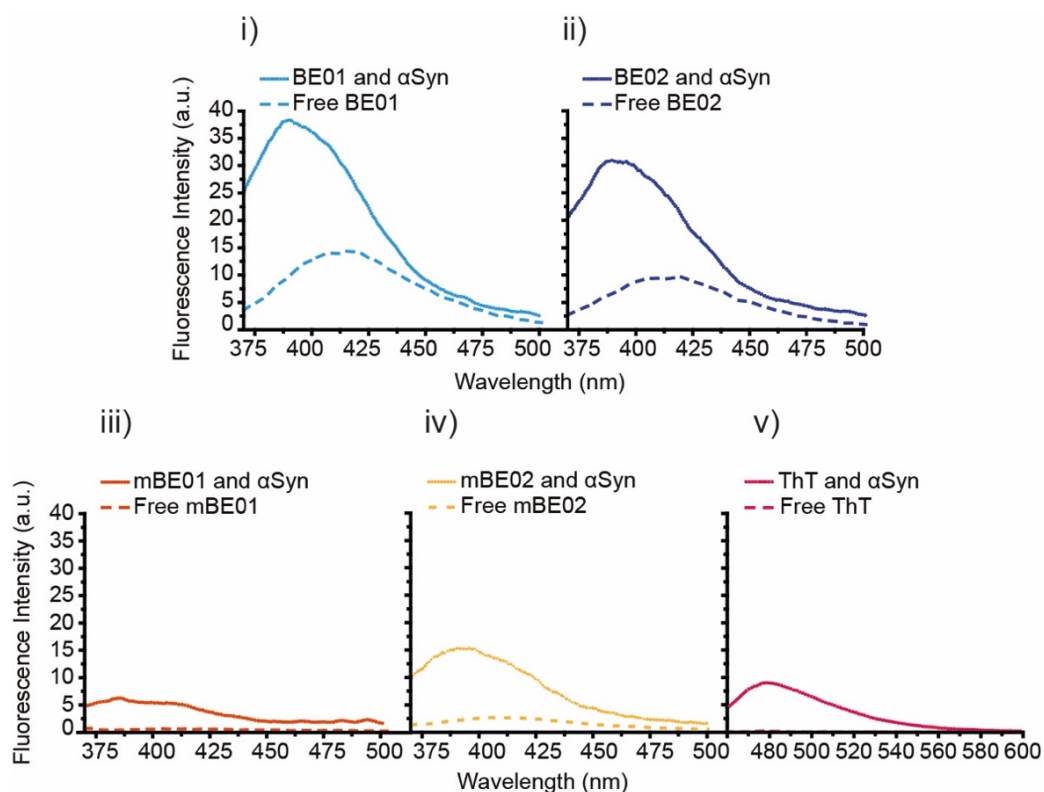 i)
BE01 and αSyn
Free BE01
Fluorescence Intensity (a.u.)
40
35
30
25
20
15
10
5
0
375 400 425 450 475 500
ii)
BE02 and αSyn
Free BE02
375 400 425 450 475 500
Wavelength (nm)
iii)
mBE01 and αSyn
Free mBE01
Fluorescence Intensity (a.u.)
40
35
30
25
20
15
10
5
0
375 400 425 450 475 500
iv)
mBE02 and αSyn
Free mBE02
375 400 425 450 475 500
v)
ThT and αSyn
Free ThT
480 500 520 540 560 580 600
Wavelength (nm)